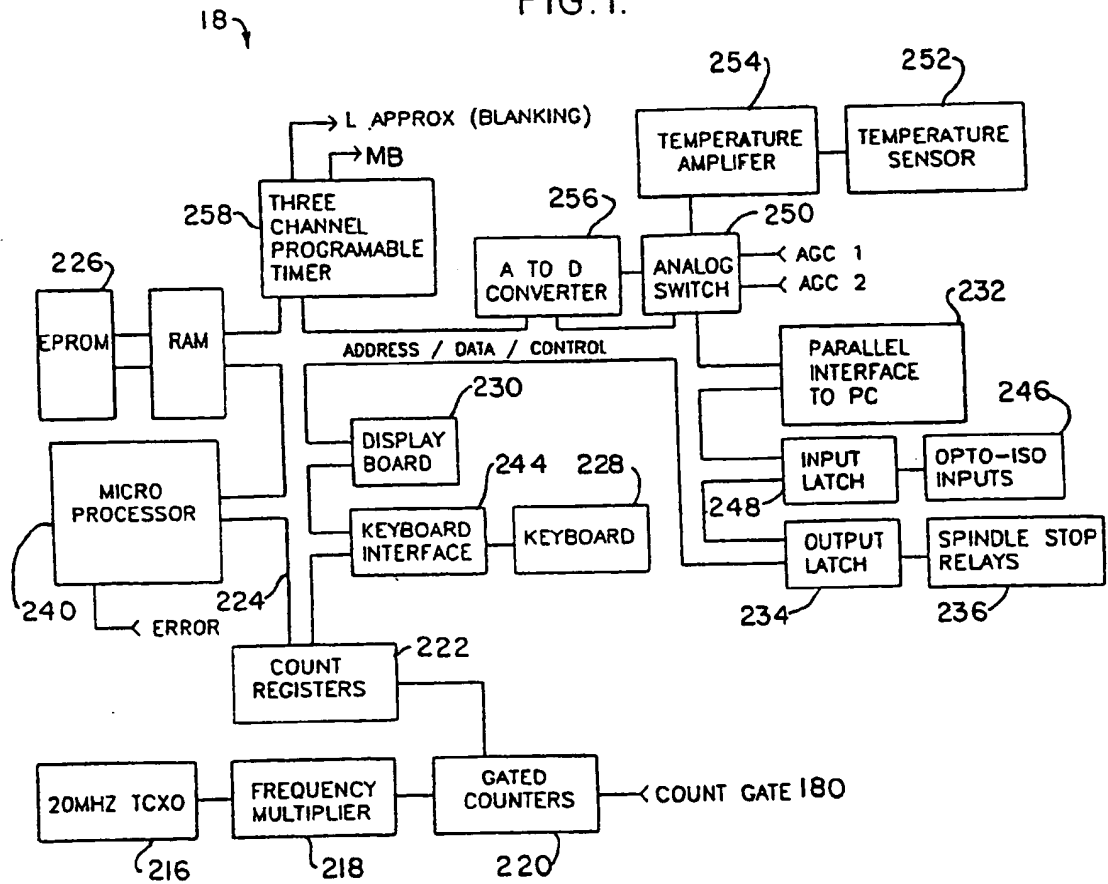 FIG.1.
18
254
252
L APPROX (BLANKING)
MB
TEMPERATURE
AMPLIFER
TEMPERATURE
SENSOR
258
THREE
CHANNEL
PROGRAMABLE
TIMER
256
250
226
A TO D
CONVERTER
ANALOG
SWITCH
AGC 1
AGC 2
232
EPROM
RAM
ADDRESS / DATA / CONTROL
PARALLEL
INTERFACE
TO PC
230
246
DISPLAY
BOARD
244
228
INPUT
LATCH
248
OPTO-ISO
INPUTS
MICRO
PROCESSOR
KEYBOARD
INTERFACE
KEYBOARD
OUTPUT
LATCH
SPINDLE STOP
RELAYS
240
224
234
236
ERROR
222
COUNT
REGISTERS
20MHZ TCXO
FREQUENCY
MULTIPLIER
GATED
COUNTERS
COUNT GATE 180
216
218
220